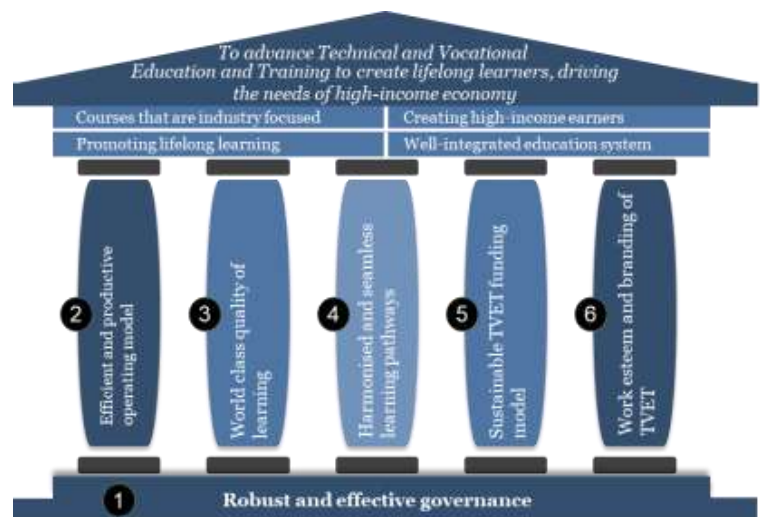 To advance Technical and Vocational
Education and Training to create lifelong learners, driving
the needs of high-income economy
Courses that are industry focused
Creating high-income earners
Promoting lifelong learning
Well-integrated education system
2
Efficient and productive
operating model
3
World class quality of
learning
4
Harmonised and seamless
learning pathways
5
Sustainable TVET funding
model
6
Work esteem and branding of
TVET
1
Robust and effective governance